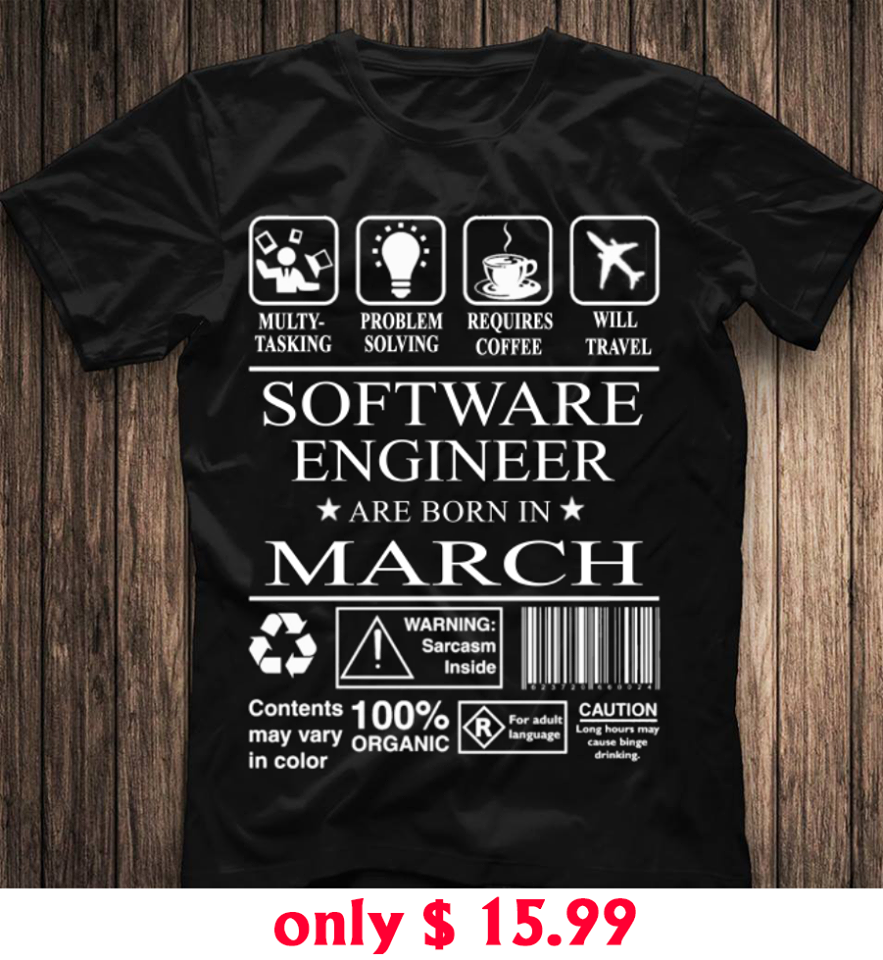 MULTY-
TASKING
PROBLEM
SOLVING
REQUIRES
COFFEE
WILL
TRAVEL
SOFTWARE
ENGINEER
★ ARE BORN IN ★
MARCH
WARNING:
Sarcasm
Inside
Contents
may vary
in color
100%
ORGANIC
R
For adult
language
CAUTION
Long hours may
cause binge
drinking.
only $ 15.99